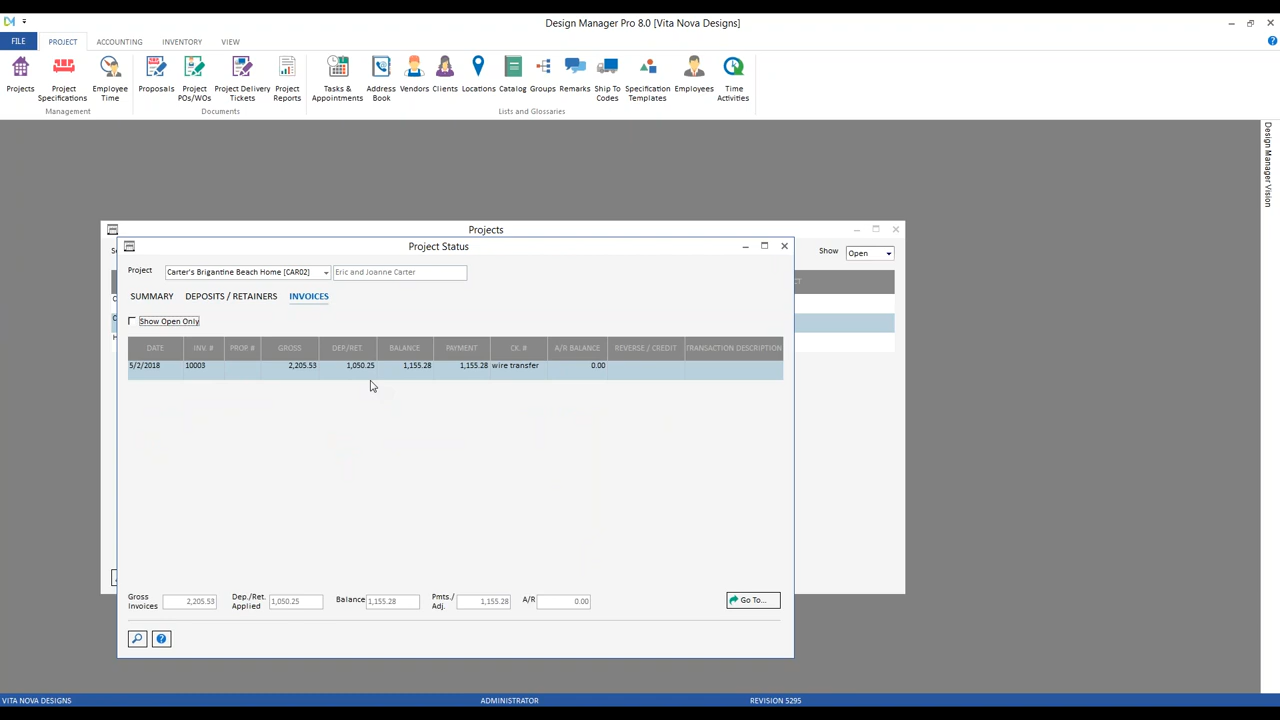 Design Manager Pro 8.0 [Vita Nova Designs]
FILE PROJECT ACCOUNTING INVENTORY VIEW
Projects
Project Specifications
Employee Time
Proposals
Project POs/WOs
Project Delivery Tickets
Project Reports
Tasks & Appointments
Address Book
Vendors
Clients
Locations
Catalog
Groups
Remarks
Ship To Codes
Specification Templates
Employees
Time Activities
Management Documents Lists and Glossaries
Design Manager Vision
Projects
Show Open
Project Status
Project Carter's Brigantine Beach Home [CAR02] Eric and Joanne Carter
SUMMARY DEPOSITS / RETAINERS INVOICES
Show Open Only
DATE INV. # PROP # GROSS DEP./RET. BALANCE PAYMENT CK. # A/R BALANCE REVERSE / CREDIT TRANSACTION DESCRIPTION
5/2/2018 10003 2,205.53 1,050.25 1,155.28 1,155.28 wire transfer 0.00
Gross Invoices 2,205.53 Dep./Ret. Applied 1,050.25 Balance 1,155.28 Pmts./ Adj. 1,155.28 A/R 0.00 Go To...
VITA NOVA DESIGNS ADMINISTRATOR REVISION 5295